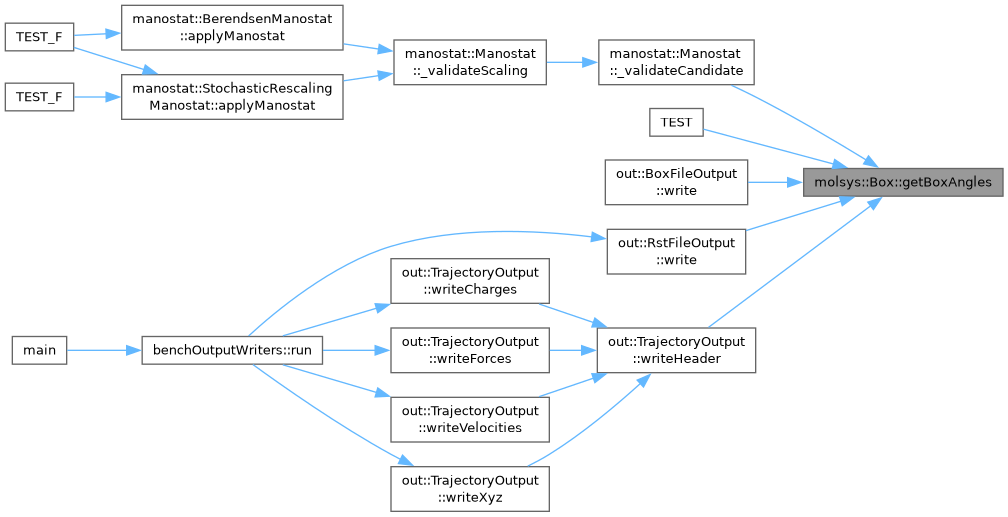 manostat::BerendsenManostat
::applyManostat
TEST_F
manostat::Manostat
::_validateScaling
manostat::Manostat
::_validateCandidate
manostat::StochasticRescaling
Manostat::applyManostat
TEST_F
TEST
out::BoxFileOutput
::write
molsys::Box::getBoxAngles
out::RstFileOutput
::write
out::TrajectoryOutput
::writeCharges
main
benchOutputWriters::run
out::TrajectoryOutput
::writeForces
out::TrajectoryOutput
::writeHeader
out::TrajectoryOutput
::writeVelocities
out::TrajectoryOutput
::writeXyz